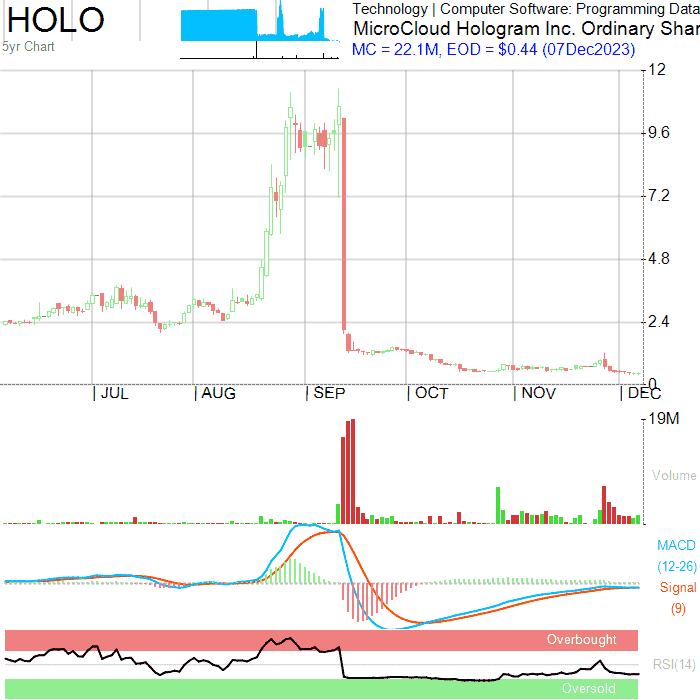 HOLO
5yr Chart
Technology | Computer Software: Programming Data
MicroCloud Hologram Inc. Ordinary Shar
MC = 22.1M, EOD = $0.44 (07Dec2023)
12
9.6
7.2
4.8
2.4
0
| JUL | AUG | SEP | OCT | NOV | DEC
19M
Volume
MACD
(12-26)
Signal
(9)
Overbought
RSI(14)
Oversold